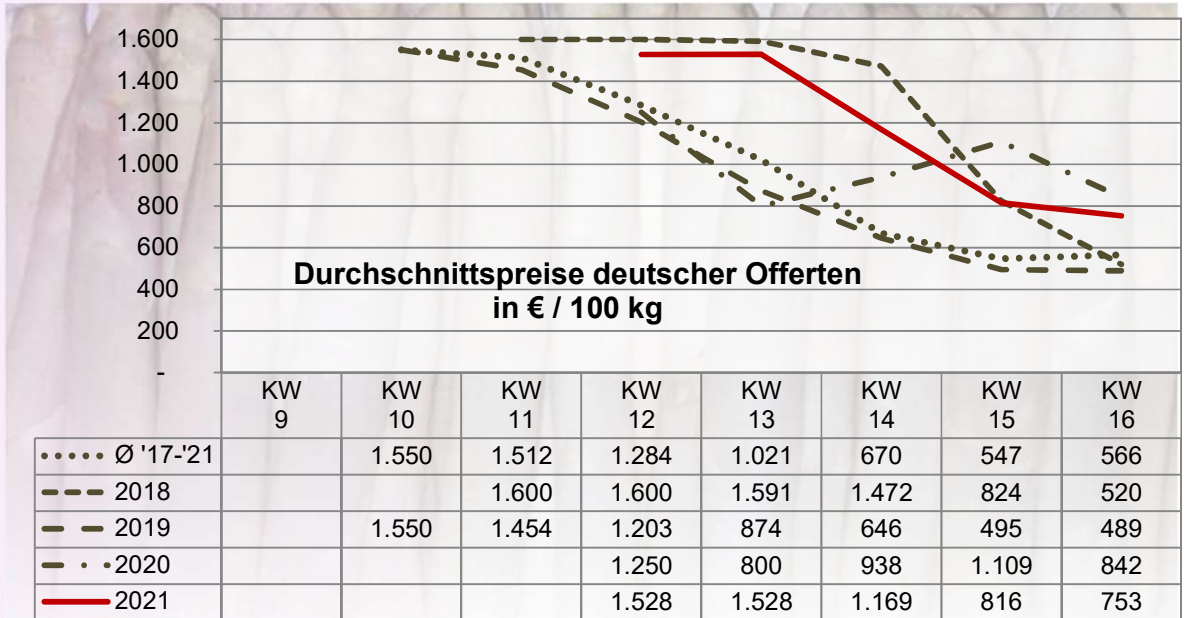 1.600
1.400
1.200
1.000
800
600
400
200
-
Durchschnittspreise deutscher Offerten
in € / 100 kg
KW 9 KW 10 KW 11 KW 12 KW 13 KW 14 KW 15 KW 16
Ø '17-'21 1.550 1.512 1.284 1.021 670 547 566
2018 1.600 1.600 1.591 1.472 824 520
2019 1.550 1.454 1.203 874 646 495 489
2020 1.250 800 938 1.109 842
2021 1.528 1.528 1.169 816 753